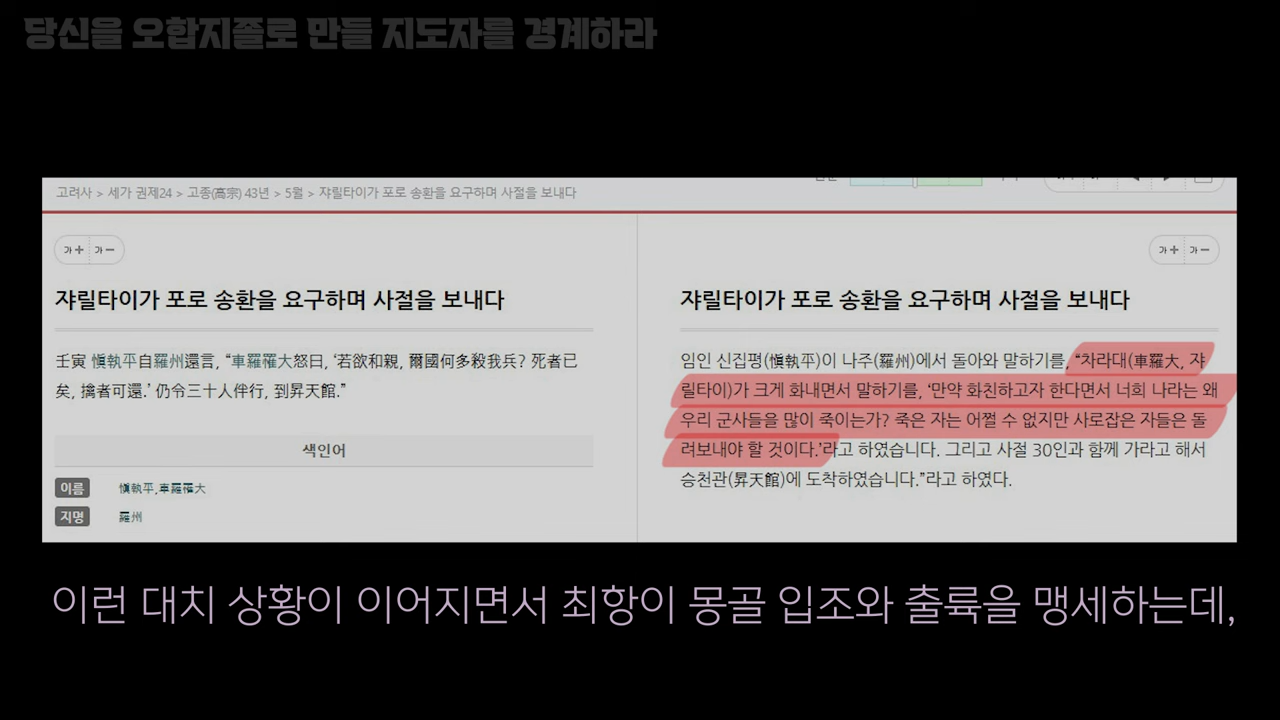 당신을 오합지졸로 만들 지도자를 경계하라
고려사 > 세가 권제24 > 고종(高宗) 43년 > 5월 > 쟈릴타이가 포로 송환을 요구하며 사절을 보내다
가+ 가-
가+ 가-
쟈릴타이가 포로 송환을 요구하며 사절을 보내다
壬寅 愼執平自羅州還言, “車羅𠐺大怒曰, ‘若欲和親, 爾國何多殺我兵? 死者已
矣, 擒者可還.’ 仍令三十人伴行, 到昇天館.”
색인어
이름 愼執平,車羅𠐺大
지명 羅州
쟈릴타이가 포로 송환을 요구하며 사절을 보내다
임인 신집평(愼執平)이 나주(羅州)에서 돌아와 말하기를, “차라대(車羅大, 쟈
릴타이)가 크게 화내면서 말하기를, ‘만약 화친하고자 한다면서 너희 나라는 왜
우리 군사들을 많이 죽이는가? 죽은 자는 어쩔 수 없지만 사로잡은 자들은 돌
려보내야 할 것이다.’라고 하였습니다. 그리고 사절 30인과 함께 가라고 해서
승천관(昇天館)에 도착하였습니다.”라고 하였다.
이런 대치 상황이 이어지면서 최항이 몽골 입조와 출륙을 맹세하는데,